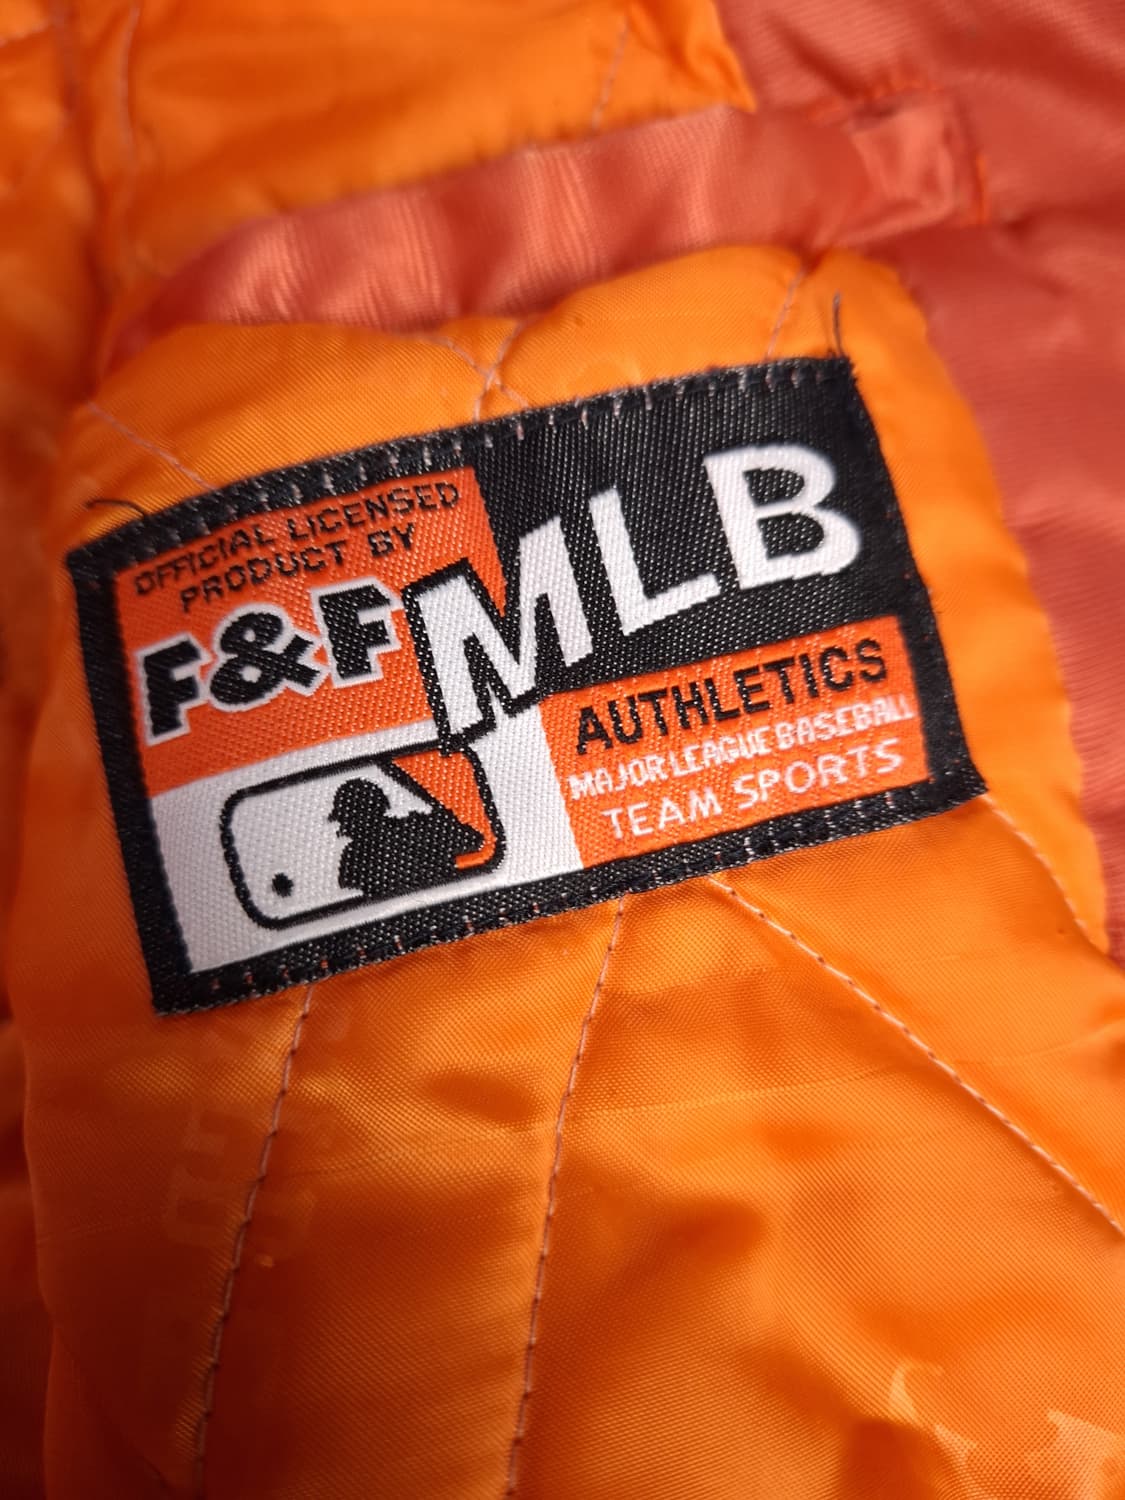 OFFICIAL LICENSED
PRODUCT BY
F&F
MLB
AUTHLETICS
MAJOR LEAGUE BASEBALL
TEAM SPORTS